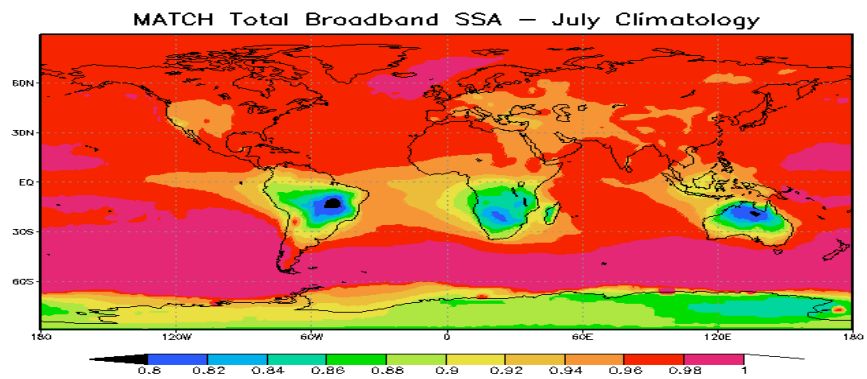 MATCH Total Broadband SSA – July Climatology
60N
30N
EQ
30S
60S
180 120W 60W 0 60E 120E 180
0.8 0.82 0.84 0.86 0.88 0.9 0.92 0.94 0.96 0.98 1